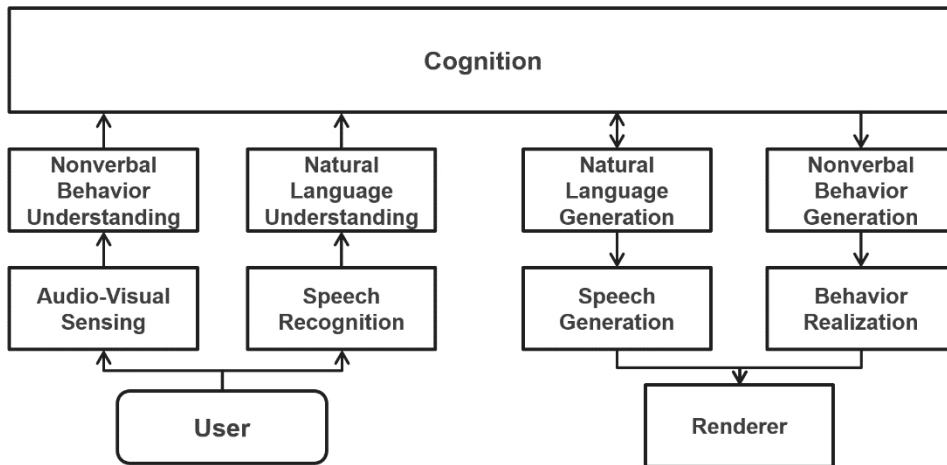 Cognition
Nonverbal
Behavior
Understanding
Natural
Language
Understanding
Natural
Language
Generation
Nonverbal
Behavior
Generation
Audio-Visual
Sensing
Speech
Recognition
Speech
Generation
Behavior
Realization
User
Renderer